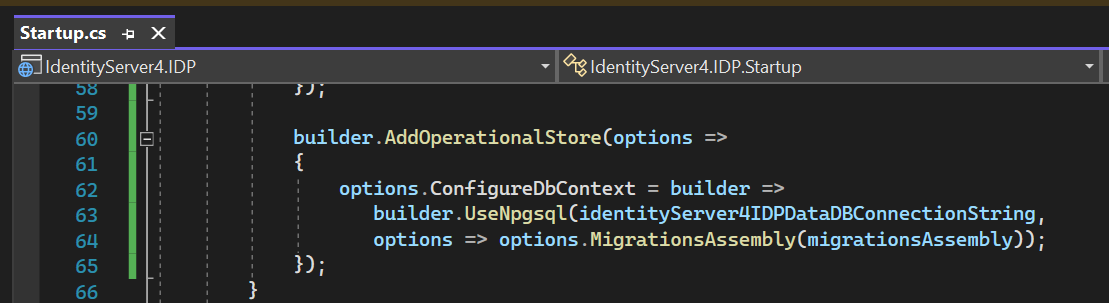 Startup.cs
IdentityServer4.IDP
IdentityServer4.IDP.Startup
58 });
59
60 builder.AddOperationalStore(options =>
61 {
62 options.ConfigureDbContext = builder =>
63 builder.UseNpgsql(identityServer4IDPDataDBConnectionString,
64 options => options.MigrationsAssembly(migrationsAssembly));
65 });
66 }